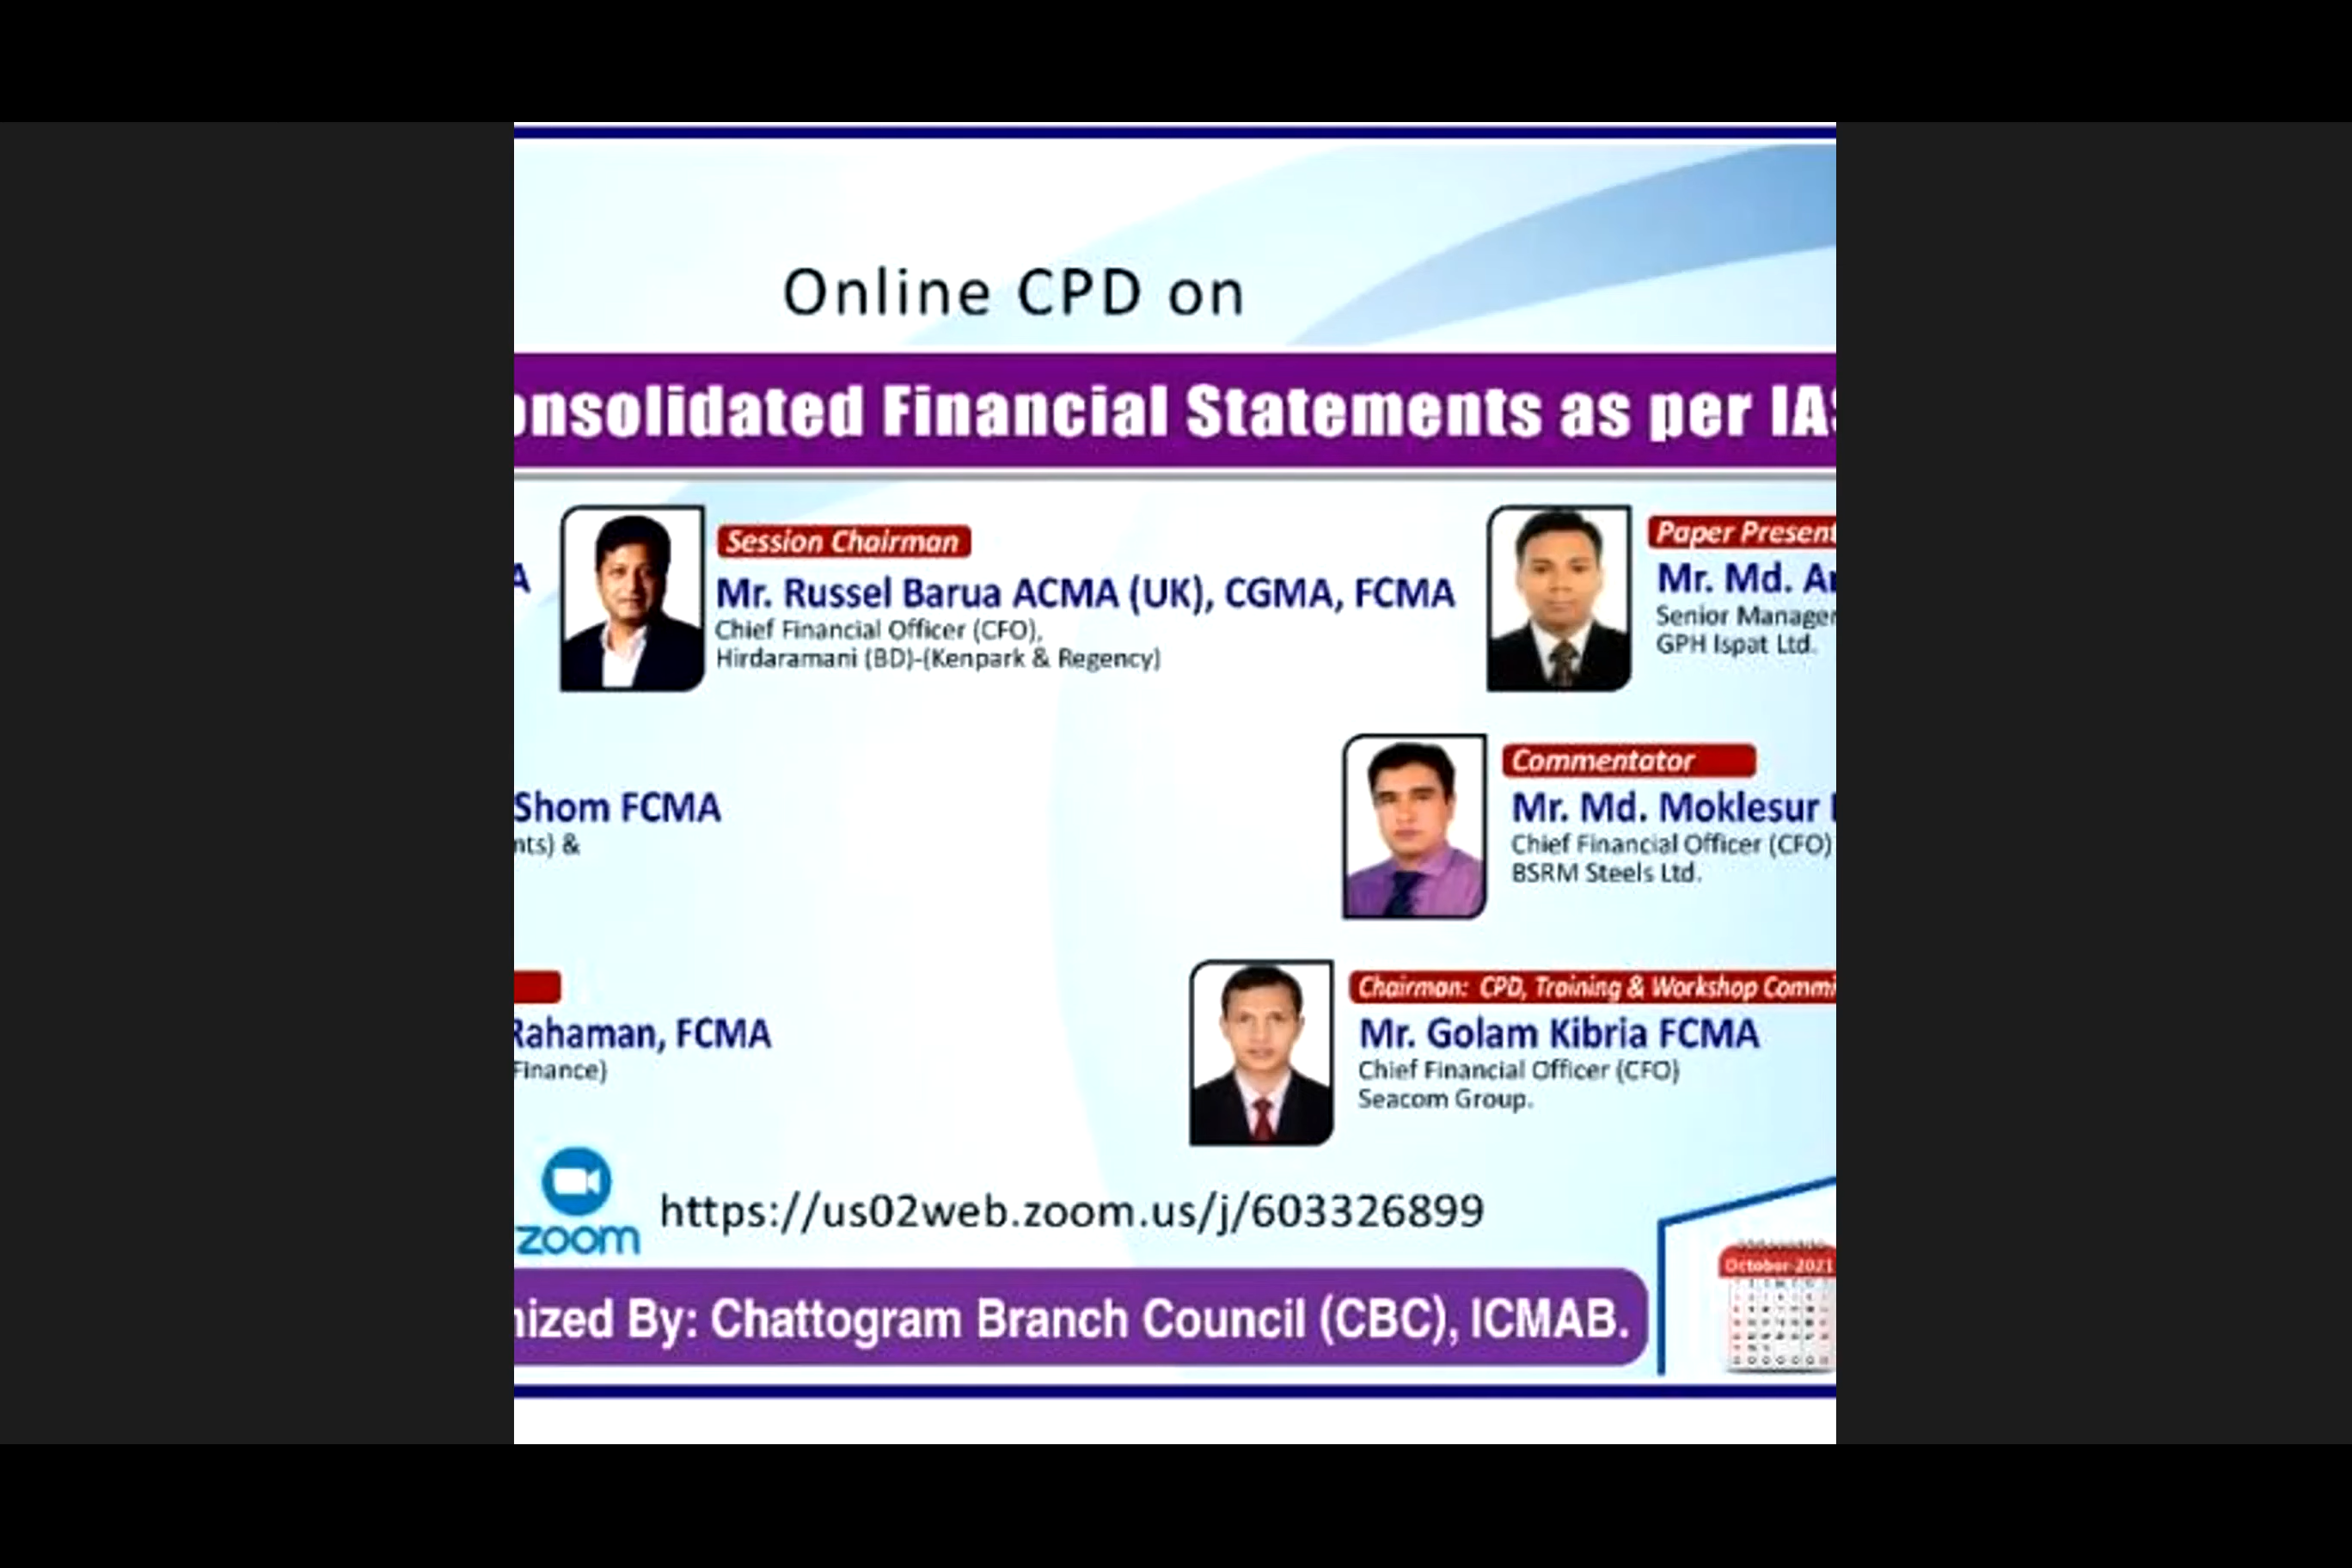 Online CPD on
onsolidated Financial Statements as per IAS
Session Chairman
Mr. Russel Barua ACMA (UK), CGMA, FCMA
Chief Financial Officer (CFO),
Hirdaramani (BD)-(Kenpark & Regency)
Paper Present
Mr. Md. Ar
Senior Manager
GPH Ispat Ltd.
A
Shom FCMA
nts) &
Commentator
Mr. Md. Moklesur
Chief Financial Officer (CFO)
BSRM Steels Ltd.
Rahaman, FCMA
Finance)
Chairman: CPD, Training & Workshop Commi
Mr. Golam Kibria FCMA
Chief Financial Officer (CFO)
Seacom Group.
zoom
https://us02web.zoom.us/j/603326899
nized By: Chattogram Branch Council (CBC), ICMAB.
October-2021